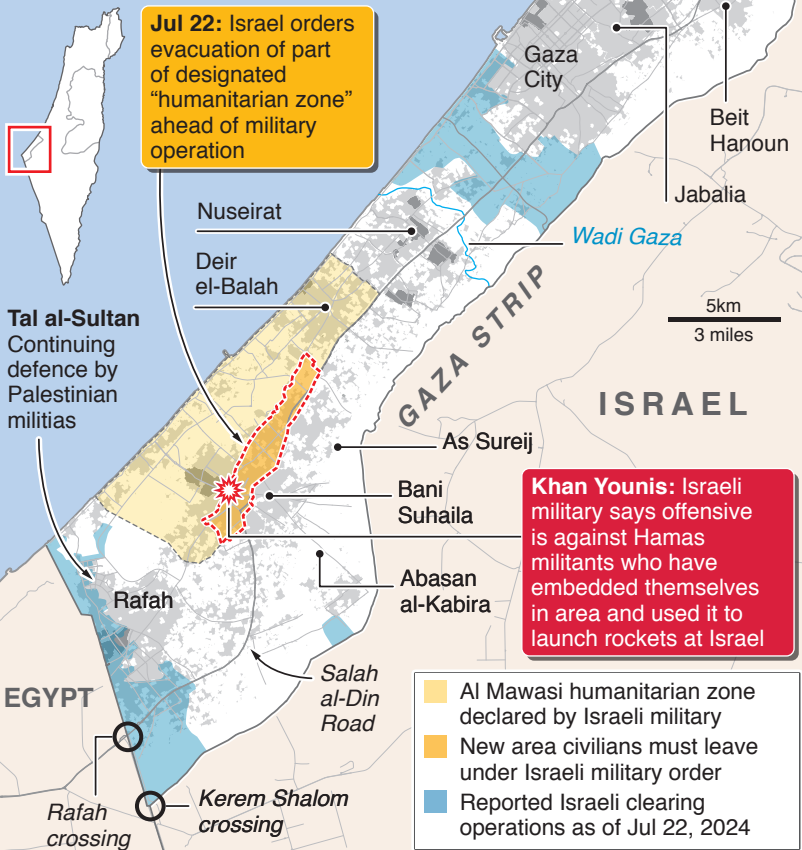 Jul 22: Israel orders
evacuation of part
of designated
“humanitarian zone”
ahead of military
operation
Gaza
City
Beit
Hanoun
Jabalia
Nuseirat
Wadi Gaza
Deir
el-Balah
Tal al-Sultan
Continuing
defence by
Palestinian
militias
5km
3 miles
GAZA STRIP
ISRAEL
As Sureij
Bani
Suhaila
Khan Younis: Israeli
military says offensive
is against Hamas
militants who have
embedded themselves
in area and used it to
launch rockets at Israel
Abasan
al-Kabira
Rafah
Salah
al-Din
Road
EGYPT
Rafah
crossing
Kerem Shalom
crossing
Al Mawasi humanitarian zone
declared by Israeli military
New area civilians must leave
under Israeli military order
Reported Israeli clearing
operations as of Jul 22, 2024